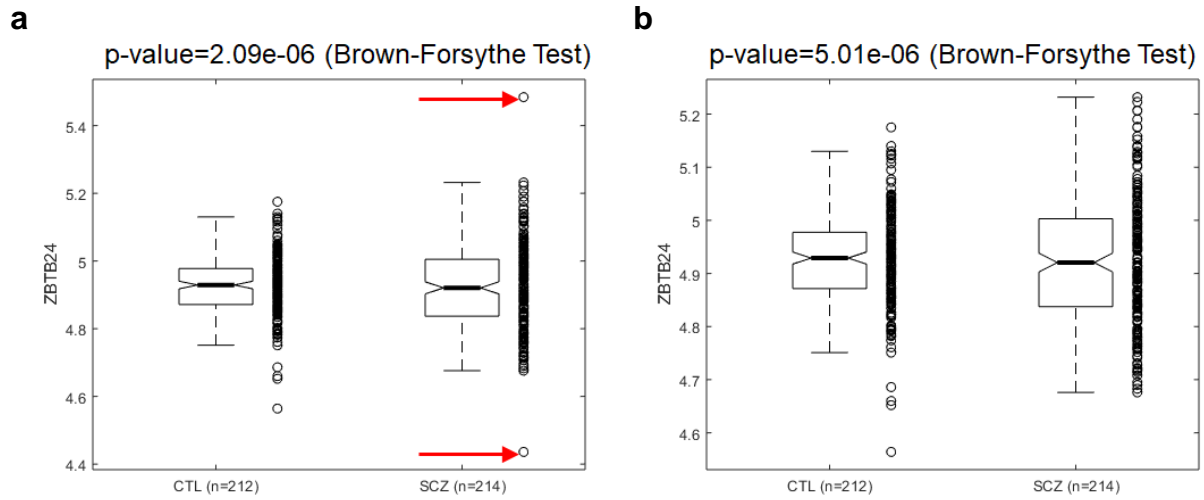 a
p-value=2.09e-06 (Brown-Forsythe Test)
5.4
5.2
5
4.8
4.6
4.4
ZBTB24
CTL (n=212)
SCZ (n=214)
b
p-value=5.01e-06 (Brown-Forsythe Test)
5.2
5.1
5
4.9
4.8
4.7
4.6
ZBTB24
CTL (n=212)
SCZ (n=214)